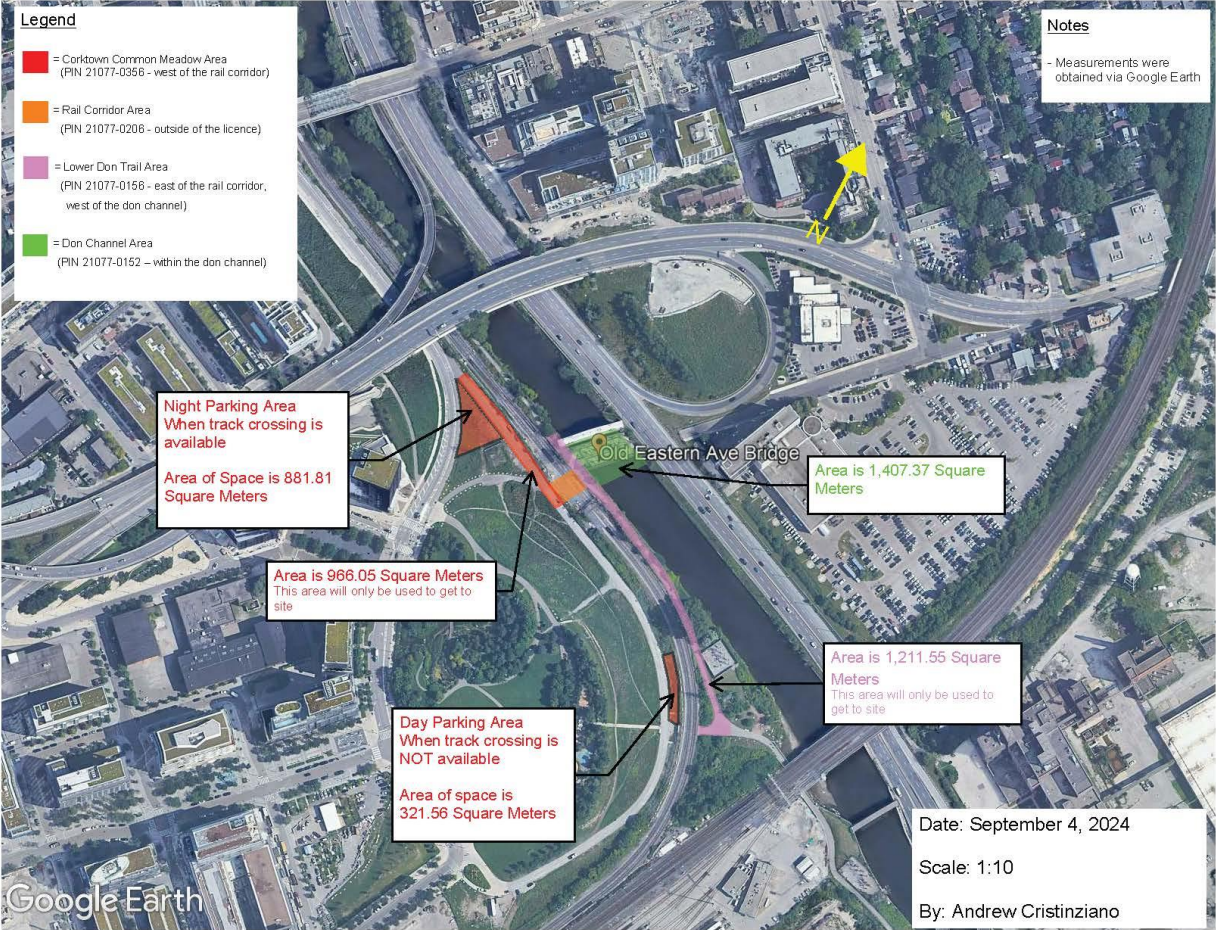 Legend
= Corktown Common Meadow Area
(PIN 21077-0356 - west of the rail corridor)
= Rail Corridor Area
(PIN 21077-0206 - outside of the licence)
= Lower Don Trail Area
(PIN 21077-0156 - east of the rail corridor,
west of the don channel)
= Don Channel Area
(PIN 21077-0152 – within the don channel)
Notes
- Measurements were
obtained via Google Earth
N
Night Parking Area
When track crossing is
available
Area of Space is 881.81
Square Meters
Old Eastern Ave Bridge
Area is 1,407.37 Square
Meters
Area is 966.05 Square Meters
This area will only be used to get to
site
Area is 1,211.55 Square
Meters
This area will only be used to
get to site
Day Parking Area
When track crossing is
NOT available
Area of space is
321.56 Square Meters
Date: September 4, 2024
Scale: 1:10
By: Andrew Cristinziano
Google Earth